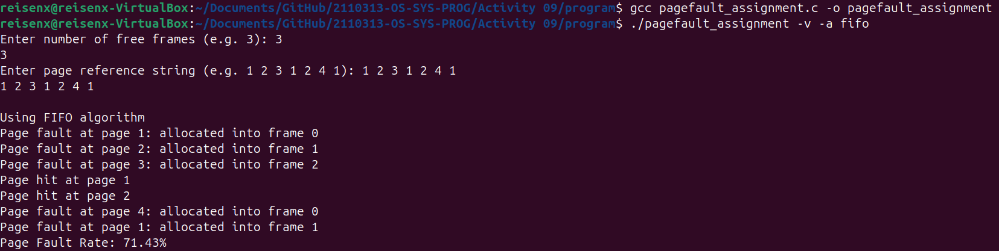 reisenx@reisenx-VirtualBox:~/Documents/GitHub/2110313-OS-SYS-PROG/Activity 09/program$ gcc pagefault_assignment.c -o pagefault_assignment
reisenx@reisenx-VirtualBox:~/Documents/GitHub/2110313-OS-SYS-PROG/Activity 09/program$ ./pagefault_assignment -v -a fifo
Enter number of free frames (e.g. 3): 3
3
Enter page reference string (e.g. 1 2 3 1 2 4 1): 1 2 3 1 2 4 1
1 2 3 1 2 4 1

Using FIFO algorithm
Page fault at page 1: allocated into frame 0
Page fault at page 2: allocated into frame 1
Page fault at page 3: allocated into frame 2
Page hit at page 1
Page hit at page 2
Page fault at page 4: allocated into frame 0
Page fault at page 1: allocated into frame 1
Page Fault Rate: 71.43%